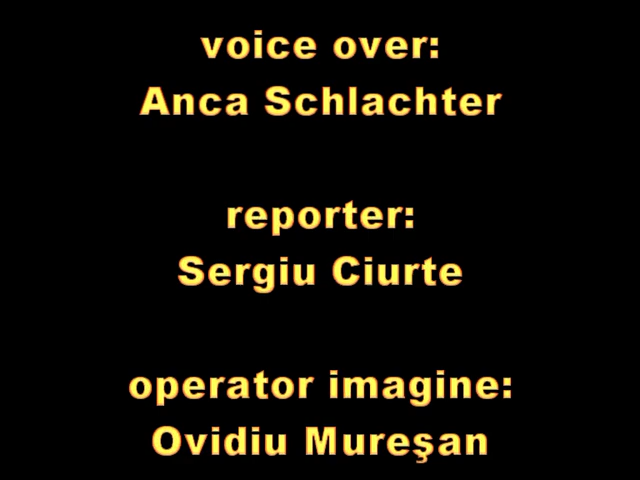 voice over:
Anca Schlachter
reporter:
Sergiu Ciurte
operator imagine:
Ovidiu Mureşan